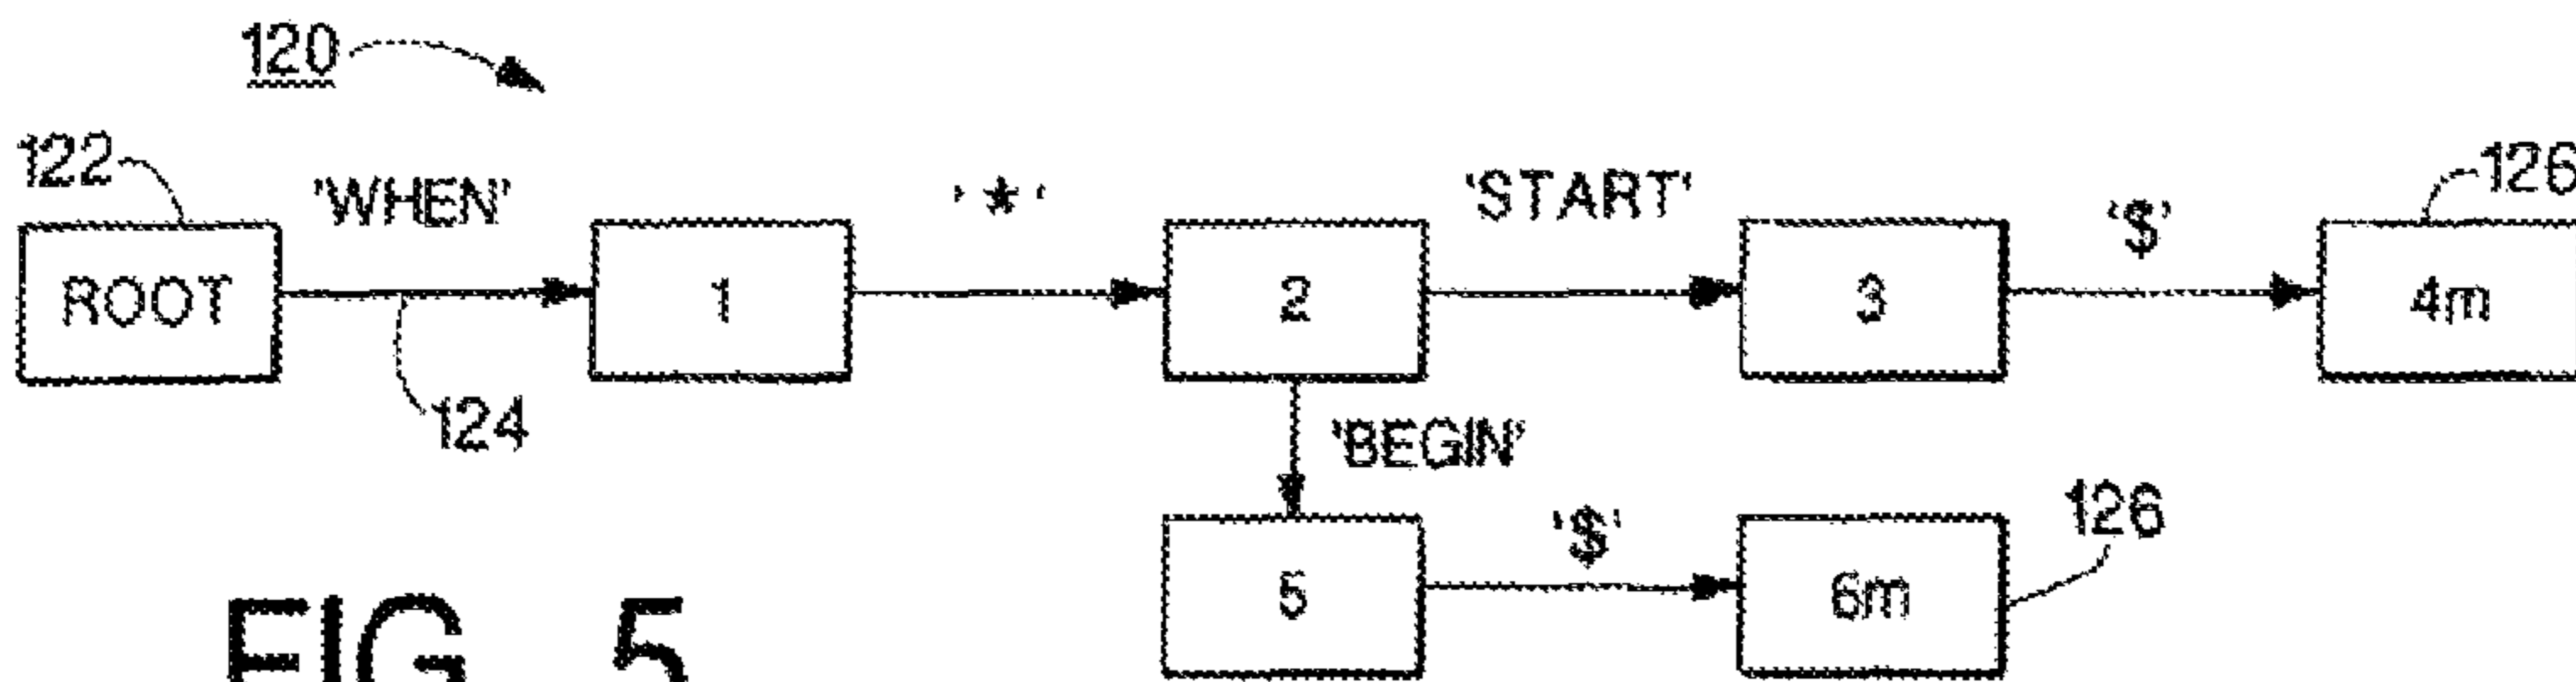 120
122
'WHEN'
'*'
'START'
'$'
126
ROOT
1
2
3
4m
124
'BEGIN'
'$'
126
5
6m
FIG. 5